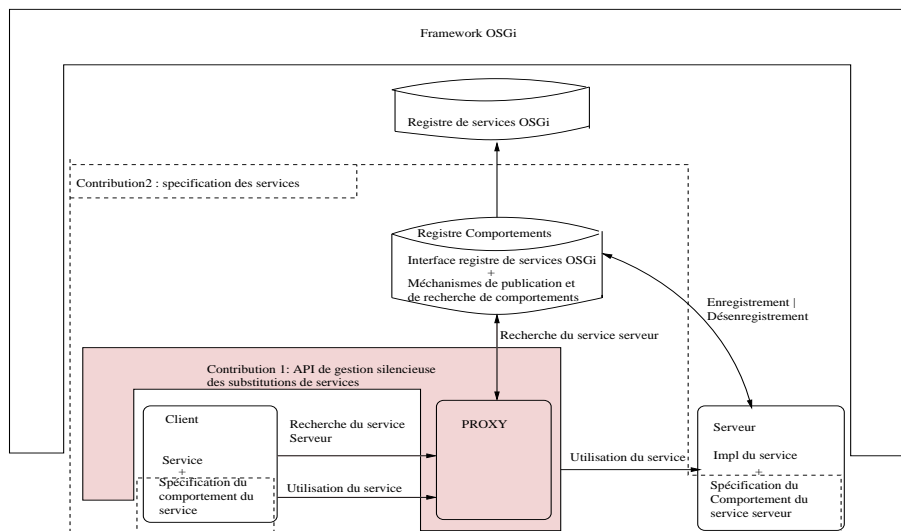 Framework OSGi
Registre de services OSGi
Contribution2 : specification des services
Registre Comportements
Interface registre de services OSGi
+
Méchanismes de publication et
de recherche de comportements
Enregistrement |
Désenregistrement
Recherche du service serveur
Contribution 1: API de gestion silencieuse
des substitutions de services
Client
Service
+
Spécification du
comportement du
service
Recherche du service
Serveur
Utilisation du service
PROXY
Utilisation du service
Serveur
Impl du service
+
Spécification du
Comportement du
service serveur